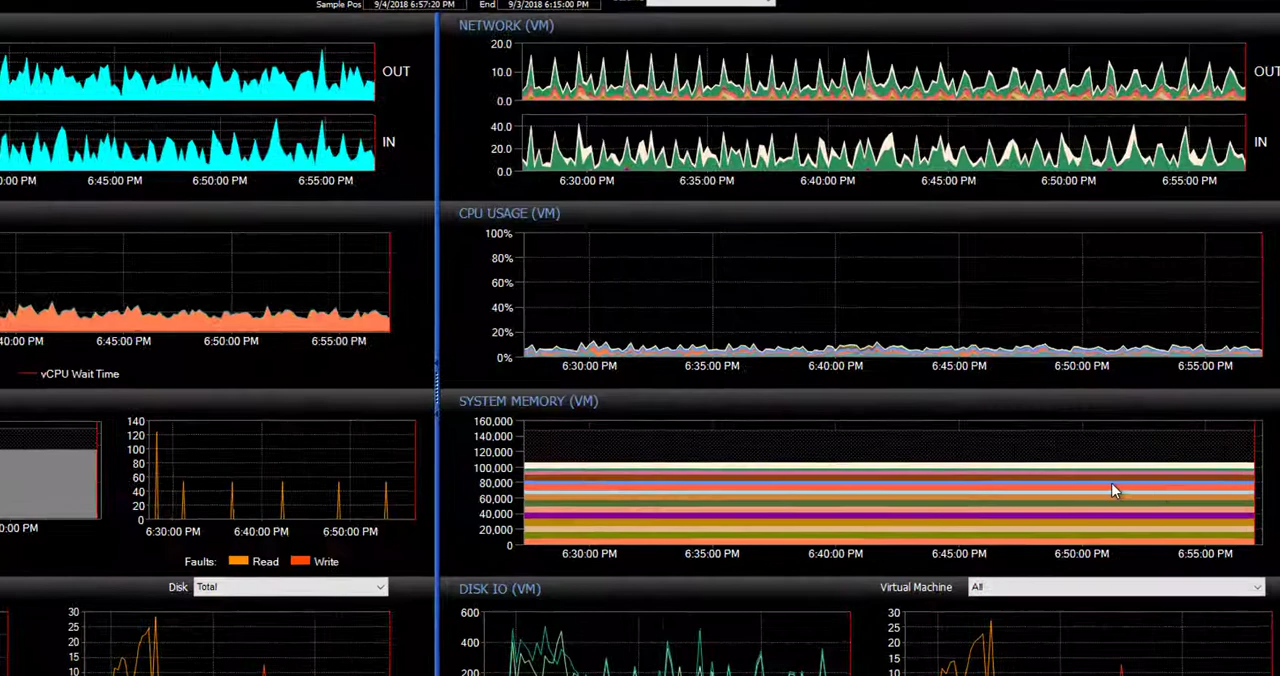 Sample Pos 9/4/2018 6:57:20 PM End 9/3/2018 6:15:00 PM
OUT
IN
0:00 PM 6:45:00 PM 6:50:00 PM 6:55:00 PM
NETWORK (VM)
20.0
10.0
0.0
OUT
40.0
20.0
0.0
IN
6:30:00 PM 6:35:00 PM 6:40:00 PM 6:45:00 PM 6:50:00 PM 6:55:00 PM
40:00 PM 6:45:00 PM 6:50:00 PM 6:55:00 PM
vCPU Wait Time
CPU USAGE (VM)
100%
80%
60%
40%
20%
0%
6:30:00 PM 6:35:00 PM 6:40:00 PM 6:45:00 PM 6:50:00 PM 6:55:00 PM
0:00 PM
140
120
100
80
60
40
20
0
6:30:00 PM 6:40:00 PM 6:50:00 PM
Faults: Read Write
SYSTEM MEMORY (VM)
160,000
140,000
120,000
100,000
80,000
60,000
40,000
20,000
0
6:30:00 PM 6:35:00 PM 6:40:00 PM 6:45:00 PM 6:50:00 PM 6:55:00 PM
Disk Total
30
25
20
15
10
DISK IO (VM)
Virtual Machine All
600
400
200
30
25
20
15
10